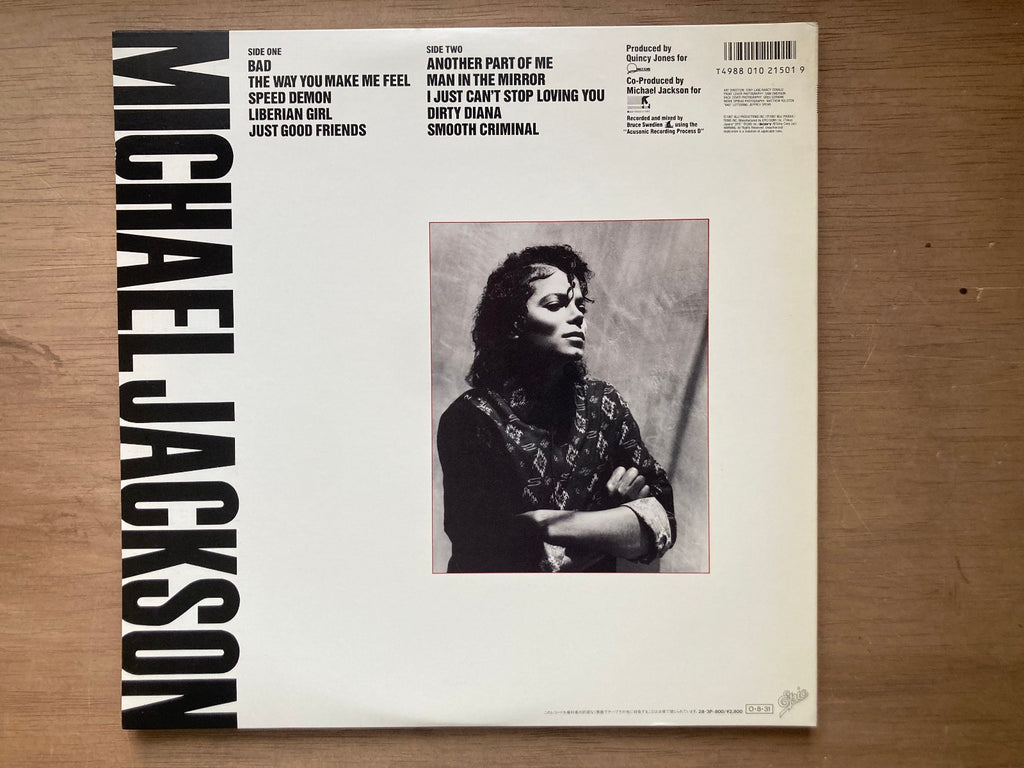 MICHAEL JACKSON
SIDE ONE
BAD
THE WAY YOU MAKE ME FEEL
SPEED DEMON
LIBERIAN GIRL
JUST GOOD FRIENDS
SIDE TWO
ANOTHER PART OF ME
MAN IN THE MIRROR
I JUST CAN'T STOP LOVING YOU
DIRTY DIANA
SMOOTH CRIMINAL
Produced by
Quincy Jones for
Co-Produced by
Michael Jackson for
Recorded and mixed by
Bruce Swedien using the
"Acusonic Recording Process ®"
T4988 010 21501 9
28·3P-800/¥2,800
O·8·31
Epic